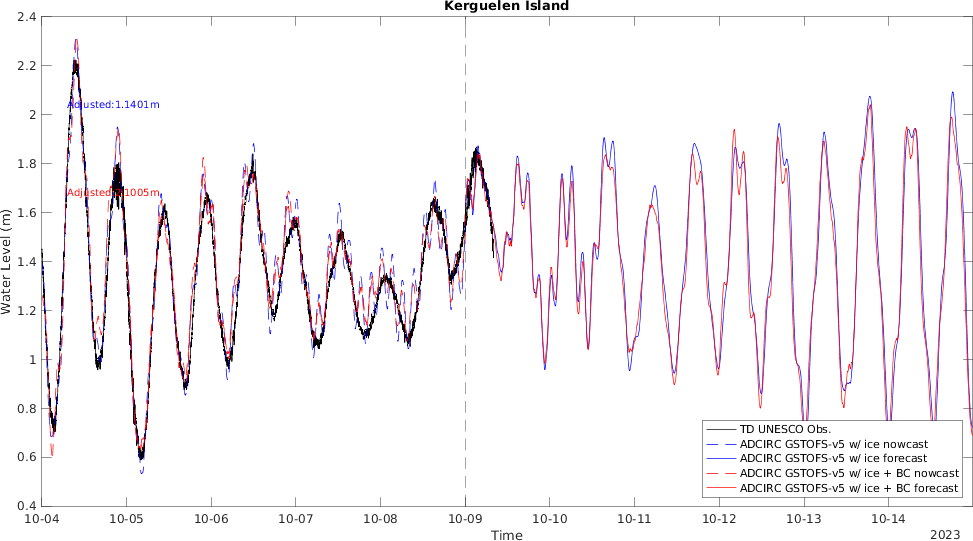 Kerguelen Island
2.4
2.2
2
1.8
1.6
1.4
1.2
1
0.8
0.6
0.4
Water Level (m)
Adjusted:1.1401m
TD UNESCO Obs.
ADCIRC GSTOFS-v5 w/ ice nowcast
ADCIRC GSTOFS-v5 w/ ice forecast
ADCIRC GSTOFS-v5 w/ ice + BC nowcast
ADCIRC GSTOFS-v5 w/ ice + BC forecast
10-04 10-05 10-06 10-07 10-08 10-09 10-10 10-11 10-12 10-13 10-14
Time
2023